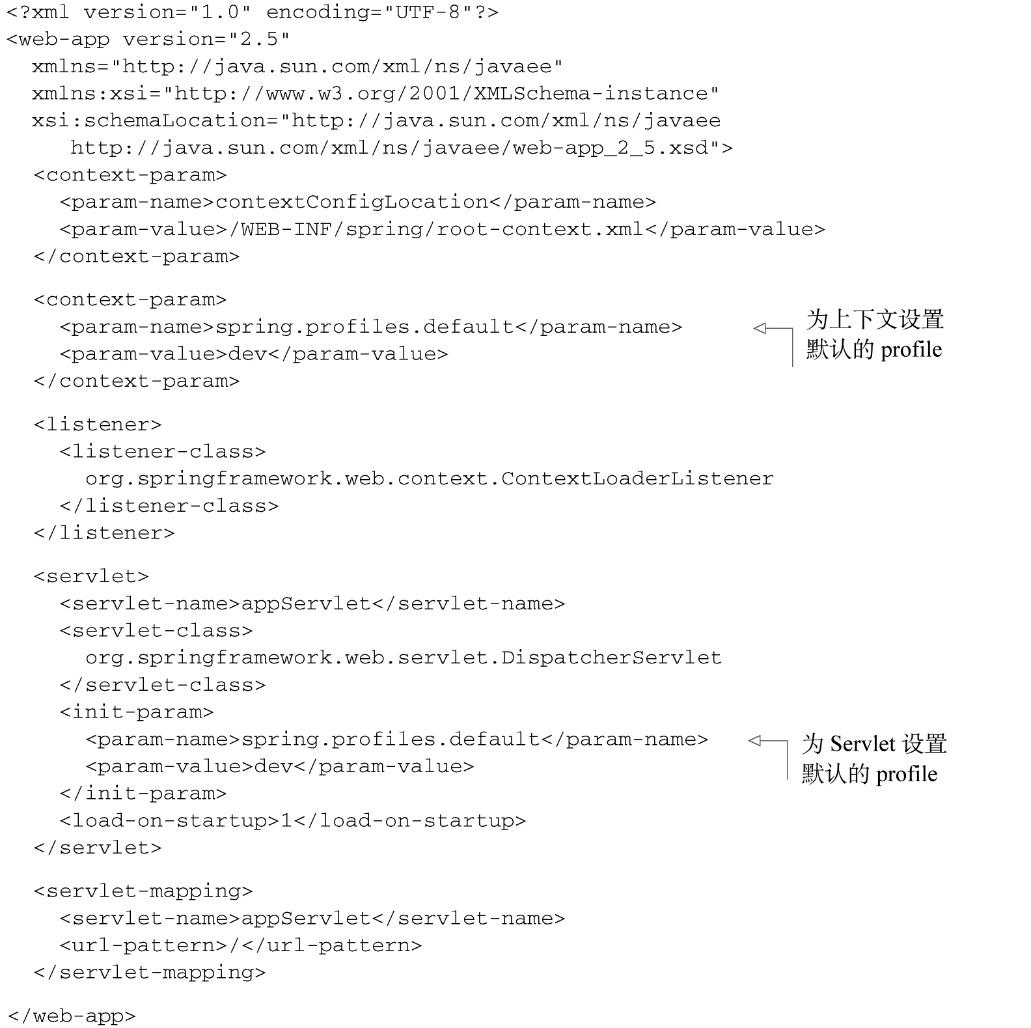 <?xml version="1.0" encoding="UTF-8"?>
<web-app version="2.5"
  xmlns="http://java.sun.com/xml/ns/javaee"
  xmlns:xsi="http://www.w3.org/2001/XMLSchema-instance"
  xsi:schemaLocation="http://java.sun.com/xml/ns/javaee
     http://java.sun.com/xml/ns/javaee/web-app_2_5.xsd">
  <context-param>
    <param-name>contextConfigLocation</param-name>
    <param-value>/WEB-INF/spring/root-context.xml</param-value>
  </context-param>
  <context-param>
    <param-name>spring.profiles.default</param-name>
    <param-value>dev</param-value>
  </context-param>
为上下文设置
默认的 profile
  <listener>
    <listener-class>
      org.springframework.web.context.ContextLoaderListener
    </listener-class>
  </listener>
  <servlet>
    <servlet-name>appServlet</servlet-name>
    <servlet-class>
      org.springframework.web.servlet.DispatcherServlet
    </servlet-class>
    <init-param>
      <param-name>spring.profiles.default</param-name>
      <param-value>dev</param-value>
    </init-param>
    <load-on-startup>1</load-on-startup>
  </servlet>
为 Servlet 设置
默认的 profile
  <servlet-mapping>
    <servlet-name>appServlet</servlet-name>
    <url-pattern>/</url-pattern>
  </servlet-mapping>
</web-app>